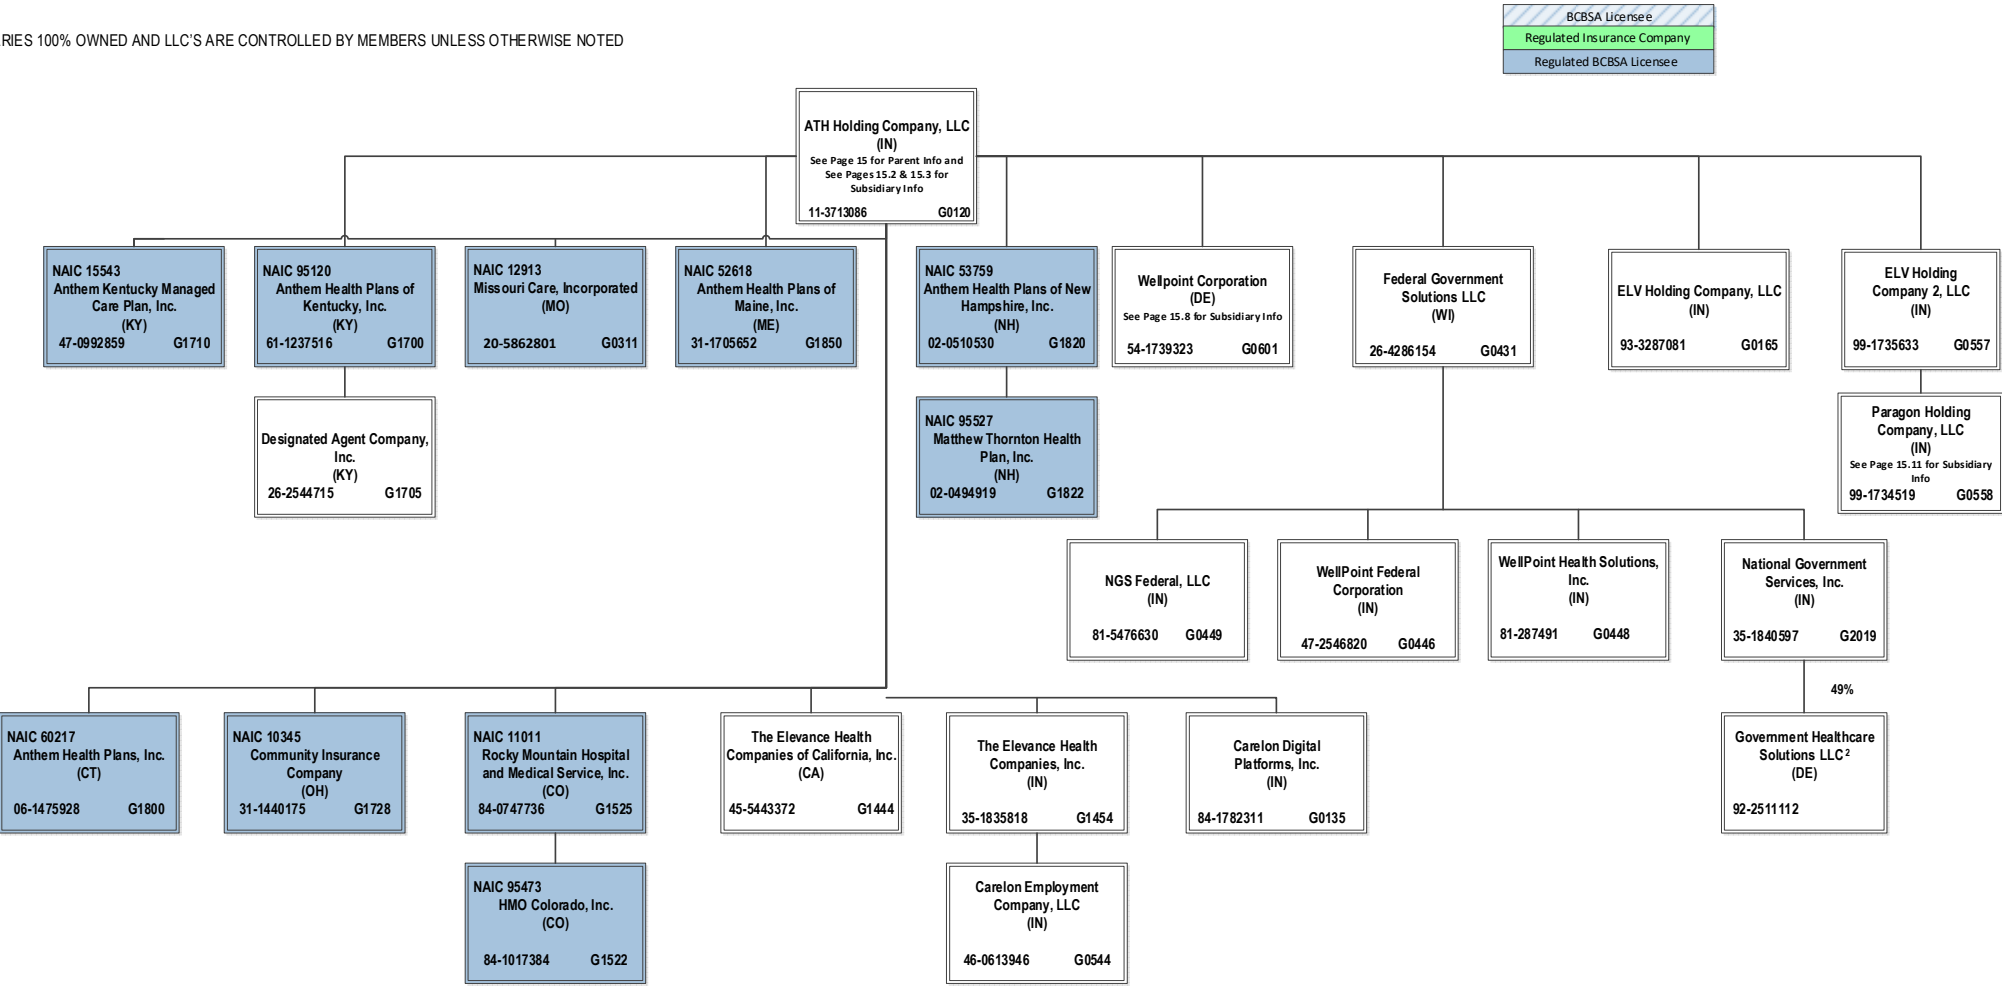 BCBSA Licensee
Regulated Insurance Company
Regulated BCBSA Licensee
RIES 100% OWNED AND LLC'S ARE CONTROLLED BY MEMBERS UNLESS OTHERWISE NOTED
ATH Holding Company, LLC
(IN)
See Page 15 for Parent Info and
See Pages 15.2 & 15.3 for
Subsidiary Info
11-3713086 G0120
NAIC 15543
Anthem Kentucky Managed
Care Plan, Inc.
(KY)
47-0992859 G1710
NAIC 95120
Anthem Health Plans of
Kentucky, Inc.
(KY)
61-1237516 G1700
NAIC 12913
Missouri Care, Incorporated
(MO)
20-5862801 G0311
NAIC 52618
Anthem Health Plans of
Maine, Inc.
(ME)
31-1705652 G1850
NAIC 53759
Anthem Health Plans of New
Hampshire, Inc.
(NH)
02-0510530 G1820
Wellpoint Corporation
(DE)
See Page 15.8 for Subsidiary Info
54-1739323 G0601
Federal Government
Solutions LLC
(WI)
26-4286154 G0431
ELV Holding Company, LLC
(IN)
93-3287081 G0165
ELV Holding
Company 2, LLC
(IN)
99-1735633 G0557
Designated Agent Company,
Inc.
(KY)
26-2544715 G1705
NAIC 95527
Matthew Thornton Health
Plan, Inc.
(NH)
02-0494919 G1822
Paragon Holding
Company, LLC
(IN)
See Page 15.11 for Subsidiary
Info
99-1734519 G0558
NGS Federal, LLC
(IN)
81-5476630 G0449
WellPoint Federal
Corporation
(IN)
47-2546820 G0446
WellPoint Health Solutions,
Inc.
(IN)
81-287491 G0448
National Government
Services, Inc.
(IN)
35-1840597 G2019
49%
NAIC 60217
Anthem Health Plans, Inc.
(CT)
06-1475928 G1800
NAIC 10345
Community Insurance
Company
(OH)
31-1440175 G1728
NAIC 11011
Rocky Mountain Hospital
and Medical Service, Inc.
(CO)
84-0747736 G1525
The Elevance Health
Companies of California, Inc.
(CA)
45-5443372 G1444
The Elevance Health
Companies, Inc.
(IN)
35-1835818 G1454
Carelon Digital
Platforms, Inc.
(IN)
84-1782311 G0135
Government Healthcare
Solutions LLC²
(DE)
92-2511112
NAIC 95473
HMO Colorado, Inc.
(CO)
84-1017384 G1522
Carelon Employment
Company, LLC
(IN)
46-0613946 G0544